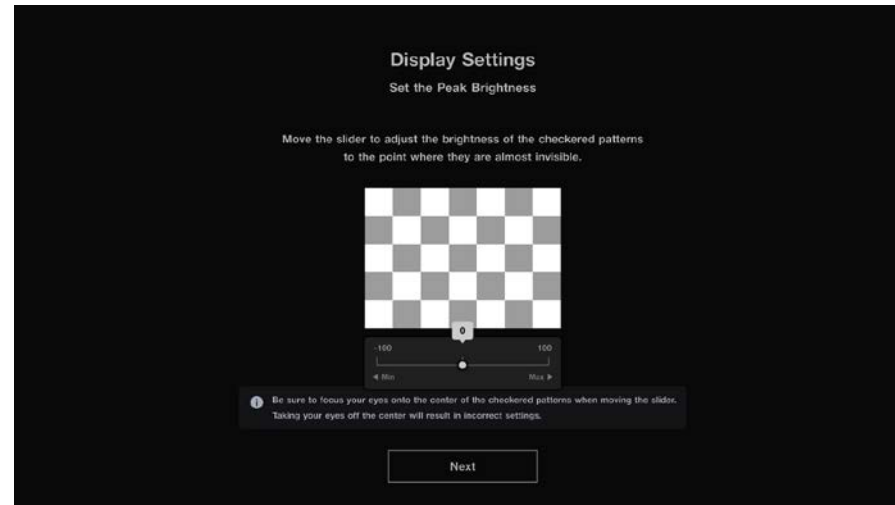 Display Settings
Set the Peak Brightness
Move the slider to adjust the brightness of the checkered patterns
to the point where they are almost invisible.
0
-100 100
◀ Min Max ▶
Be sure to focus your eyes onto the center of the checkered patterns when moving the slider.
Taking your eyes off the center will result in incorrect settings.
Next